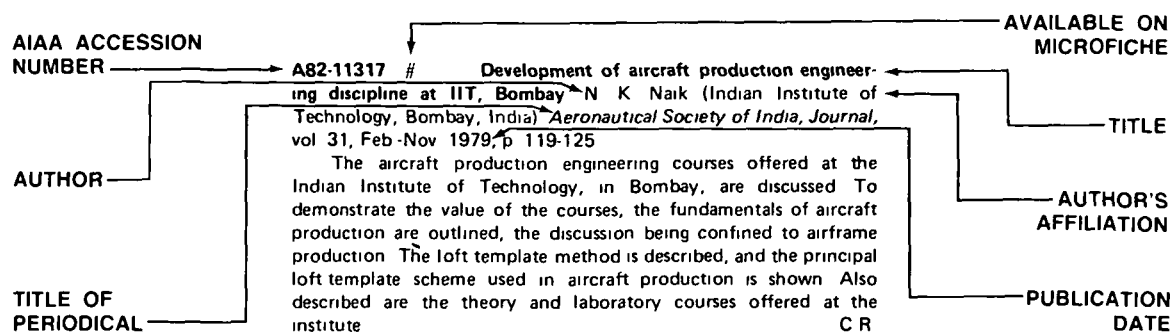 AIAA ACCESSION
NUMBER
AVAILABLE ON
MICROFICHE
A82-11317 # Development of aircraft production engineer-
ing discipline at IIT, Bombay N K Naik (Indian Institute of
Technology, Bombay, India) Aeronautical Society of India, Journal,
vol 31, Feb-Nov 1979, p 119-125
The aircraft production engineering courses offered at the
Indian Institute of Technology, in Bombay, are discussed To
demonstrate the value of the courses, the fundamentals of aircraft
production are outlined, the discussion being confined to airframe
production The loft template method is described, and the principal
loft template scheme used in aircraft production is shown Also
described are the theory and laboratory courses offered at the
institute C R
AUTHOR
TITLE OF
PERIODICAL
TITLE
AUTHOR'S
AFFILIATION
PUBLICATION
DATE